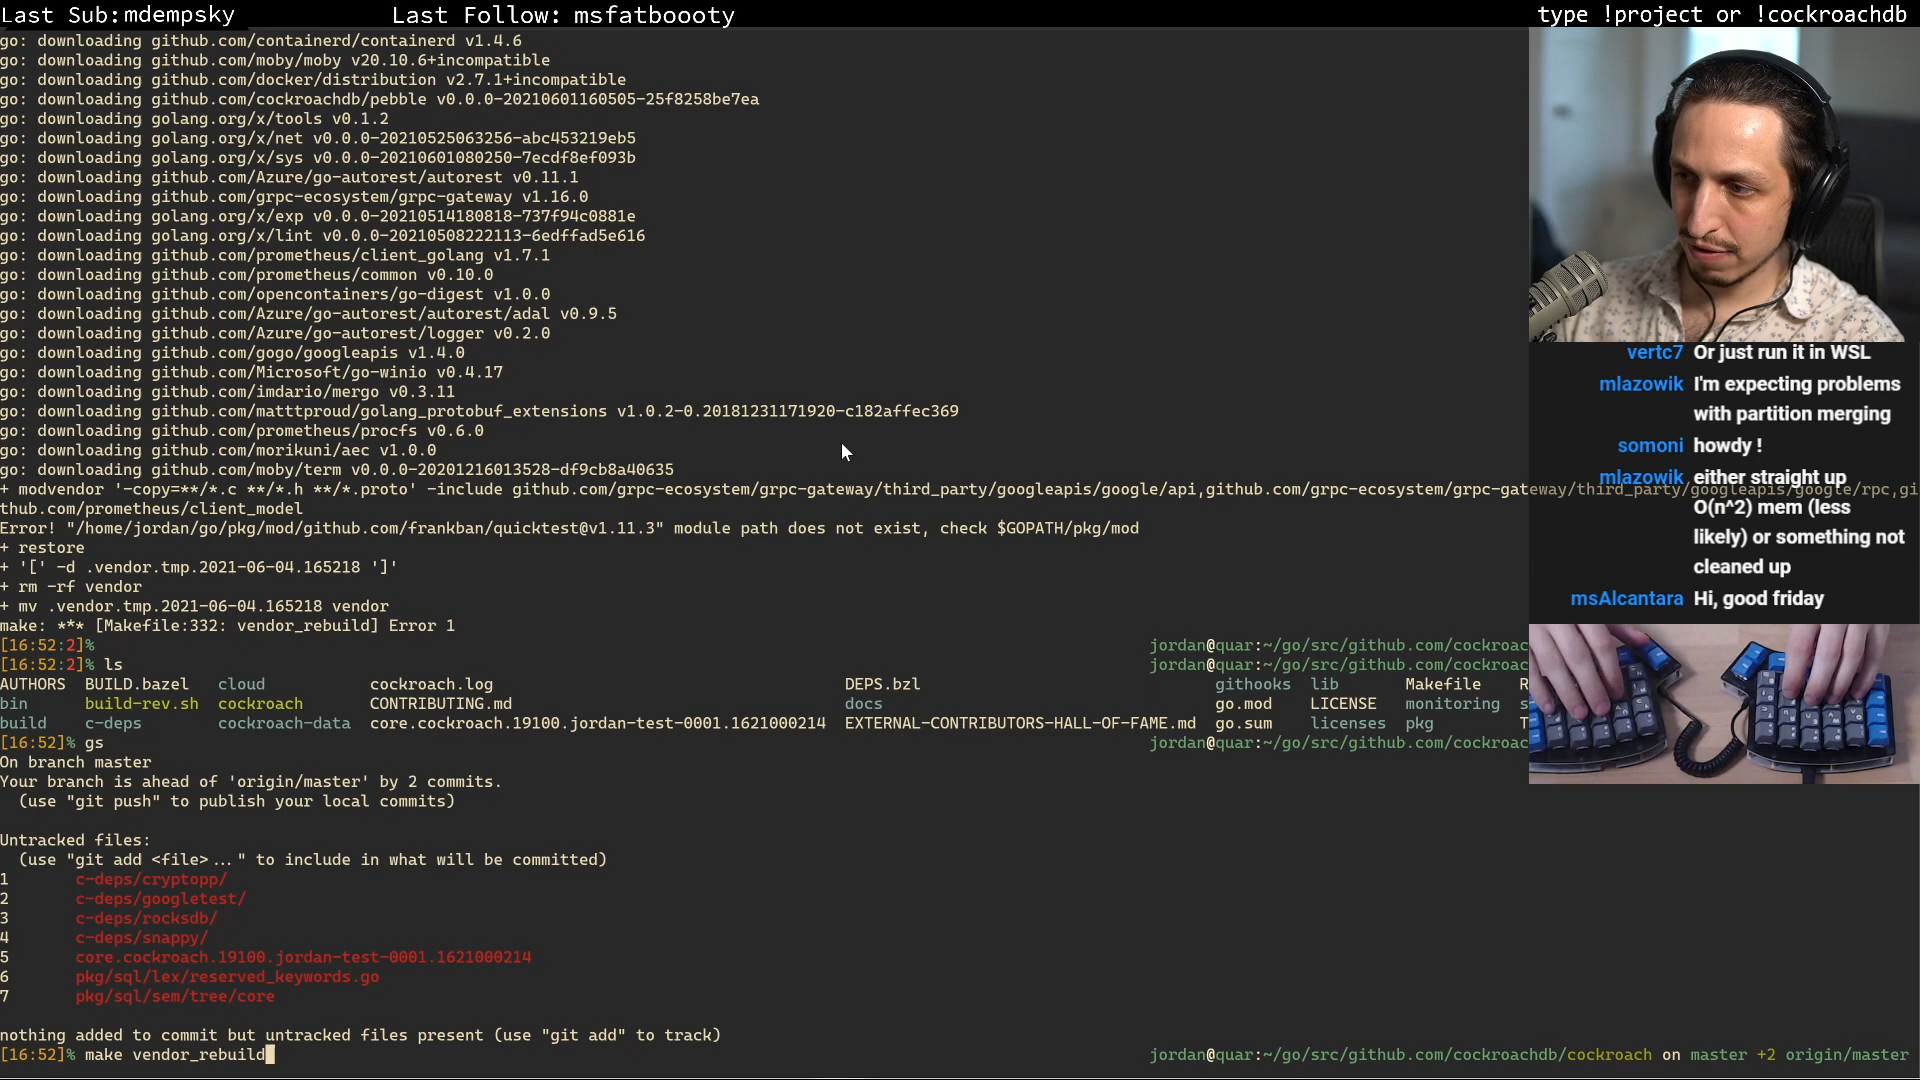 Last Sub:mdempsky Last Follow: msfatboooty type !project or !cockroachdb
go: downloading github.com/containerd/containerd v1.4.6
go: downloading github.com/moby/moby v20.10.6+incompatible
go: downloading github.com/docker/distribution v2.7.1+incompatible
go: downloading github.com/cockroachdb/pebble v0.0.0-20210601160505-25f8258be7ea
go: downloading golang.org/x/tools v0.1.2
go: downloading golang.org/x/net v0.0.0-20210525063256-abc453219eb5
go: downloading golang.org/x/sys v0.0.0-20210601080250-7ecdf8ef093b
go: downloading github.com/Azure/go-autorest/autorest v0.11.1
go: downloading github.com/grpc-ecosystem/grpc-gateway v1.16.0
go: downloading golang.org/x/exp v0.0.0-20210514180818-737f94c0881e
go: downloading golang.org/x/lint v0.0.0-20210508222113-6edffad5e616
go: downloading github.com/prometheus/client_golang v1.7.1
go: downloading github.com/prometheus/common v0.10.0
go: downloading github.com/opencontainers/go-digest v1.0.0
go: downloading github.com/Azure/go-autorest/autorest/adal v0.9.5
go: downloading github.com/Azure/go-autorest/logger v0.2.0
go: downloading github.com/gogo/googleapis v1.4.0
go: downloading github.com/Microsoft/go-winio v0.4.17
go: downloading github.com/imdario/mergo v0.3.11
go: downloading github.com/matttproud/golang_protobuf_extensions v1.0.2-0.20181231171920-c182affec369
go: downloading github.com/prometheus/procfs v0.6.0
go: downloading github.com/morikuni/aec v1.0.0
go: downloading github.com/moby/term v0.0.0-20201216013528-df9cb8a40635
+ modvendor '-copy=**/*.c **/*.h **/*.proto' -include github.com/grpc-ecosystem/grpc-gateway/third_party/googleapis/google/api,github.com/grpc-ecosystem/grpc-gateway/third_party/googleapis/google/rpc,gi
thub.com/prometheus/client_model
Error! "/home/jordan/go/pkg/mod/github.com/frankban/quicktest@v1.11.3" module path does not exist, check $GOPATH/pkg/mod
+ restore
+ '[' -d .vendor.tmp.2021-06-04.165218 ']'
+ rm -rf vendor
+ mv .vendor.tmp.2021-06-04.165218 vendor
make: *** [Makefile:332: vendor_rebuild] Error 1
[16:52:2]% jordan@quar:~/go/src/github.com/cockroac
[16:52:2]% ls jordan@quar:~/go/src/github.com/cockroac
AUTHORS BUILD.bazel cloud cockroach.log DEPS.bzl githooks lib Makefile R
bin build-rev.sh cockroach CONTRIBUTING.md docs go.mod LICENSE monitoring s
build c-deps cockroach-data core.cockroach.19100.jordan-test-0001.1621000214 EXTERNAL-CONTRIBUTORS-HALL-OF-FAME.md go.sum licenses pkg T
[16:52]% gs jordan@quar:~/go/src/github.com/cockroac
On branch master
Your branch is ahead of 'origin/master' by 2 commits.
(use "git push" to publish your local commits)
Untracked files:
(use "git add <file>..." to include in what will be committed)
1 c-deps/cryptopp/
2 c-deps/googletest/
3 c-deps/rocksdb/
4 c-deps/snappy/
5 core.cockroach.19100.jordan-test-0001.1621000214
6 pkg/sql/lex/reserved_keywords.go
7 pkg/sql/sem/tree/core
nothing added to commit but untracked files present (use "git add" to track)
[16:52]% make vendor_rebuild jordan@quar:~/go/src/github.com/cockroachdb/cockroach on master +2 origin/master
vertc7 Or just run it in WSL
mlazowik I'm expecting problems
with partition merging
somoni howdy !
mlazowik either straight up
O(n^2) mem (less
likely) or something not
cleaned up
msAlcantara Hi, good friday